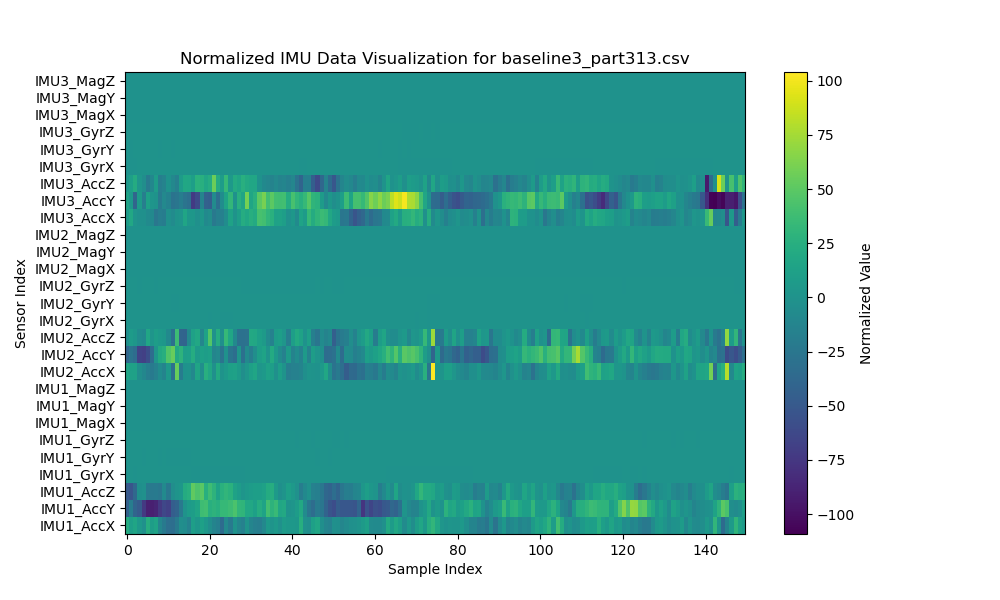 Normalized IMU Data Visualization for baseline3_part313.csv
IMU3_MagZ
IMU3_MagY
IMU3_MagX
IMU3_GyrZ
IMU3_GyrY
IMU3_GyrX
IMU3_AccZ
IMU3_AccY
IMU3_AccX
IMU2_MagZ
IMU2_MagY
IMU2_MagX
IMU2_GyrZ
IMU2_GyrY
IMU2_GyrX
IMU2_AccZ
IMU2_AccY
IMU2_AccX
IMU1_MagZ
IMU1_MagY
IMU1_MagX
IMU1_GyrZ
IMU1_GyrY
IMU1_GyrX
IMU1_AccZ
IMU1_AccY
IMU1_AccX
Sensor Index
0 20 40 60 80 100 120 140
Sample Index
100
75
50
25
0
−25
−50
−75
−100
Normalized Value